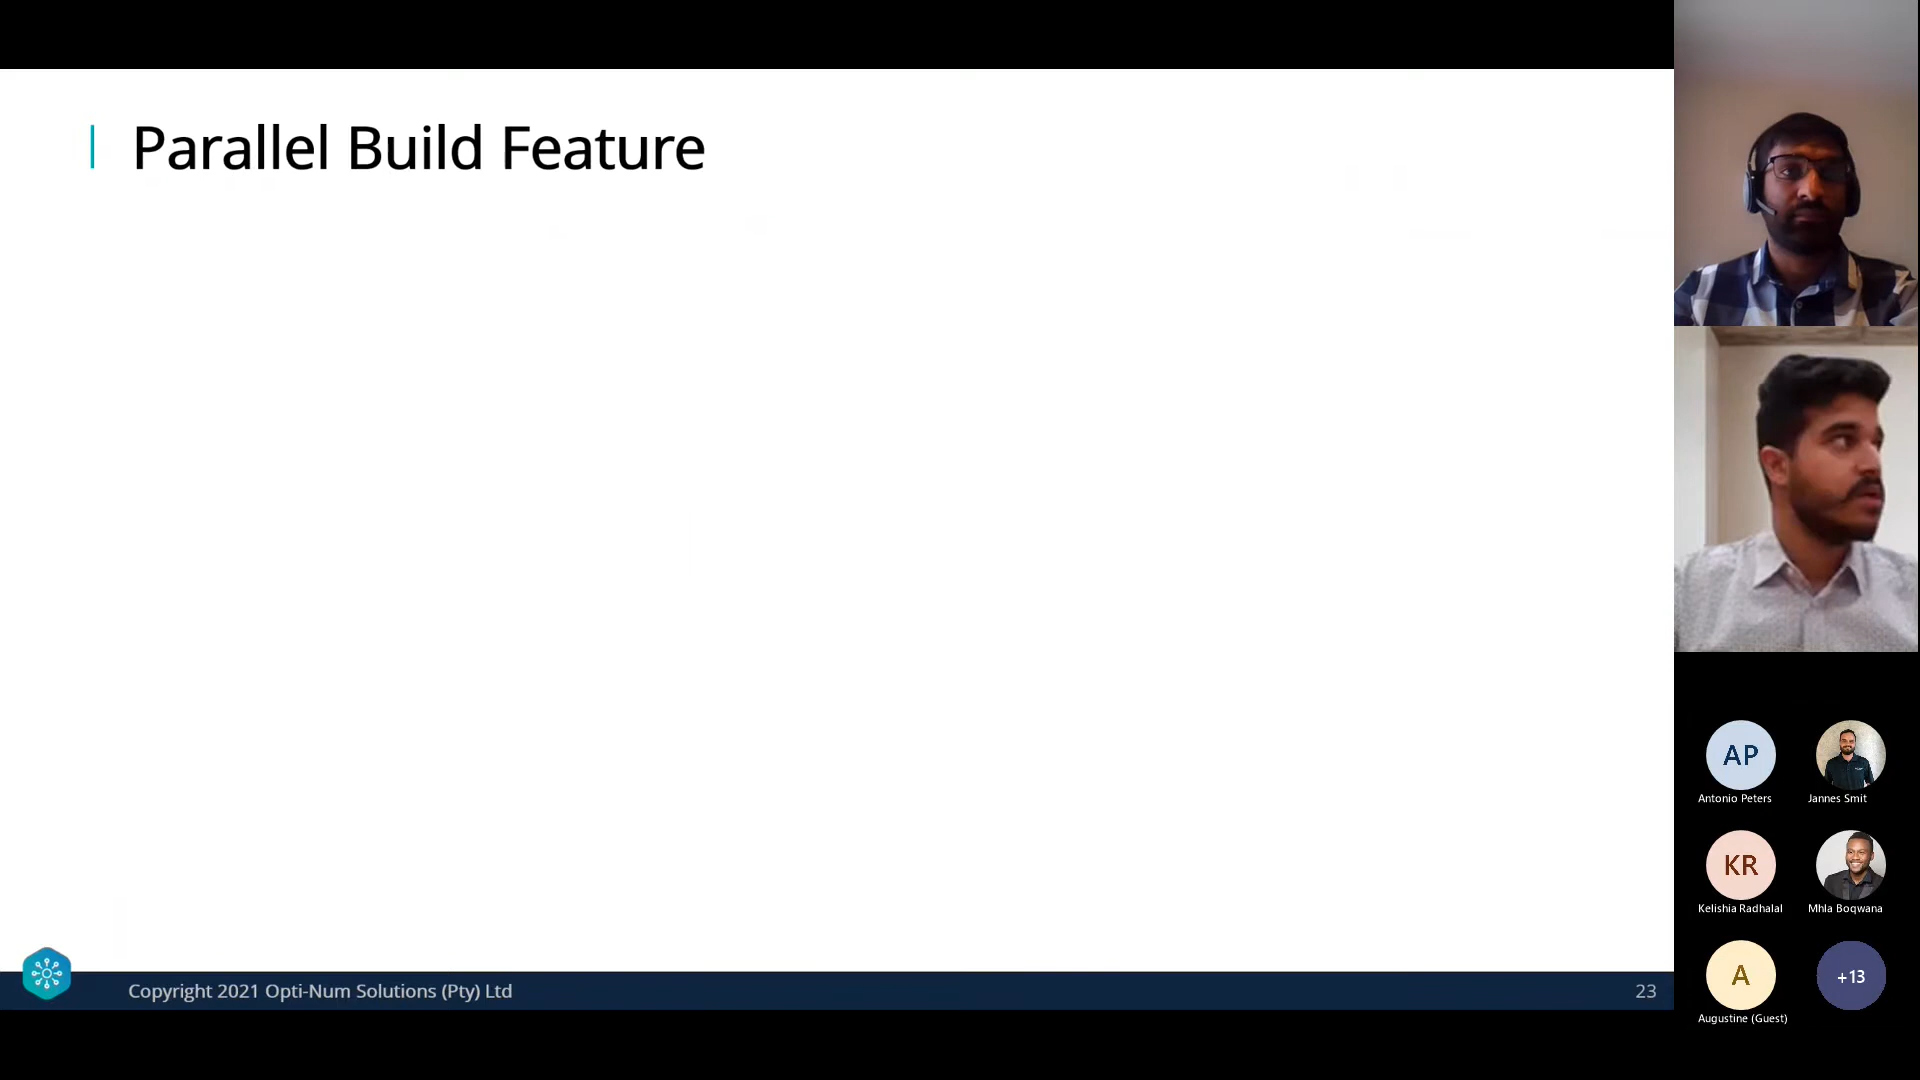 Parallel Build Feature
AP
Antonio Peters
Jannes Smit
KR
Kelishia Radhalal
Mhla Boqwana
A
Augustine (Guest)
+13
Copyright 2021 Opti-Num Solutions (Pty) Ltd
23